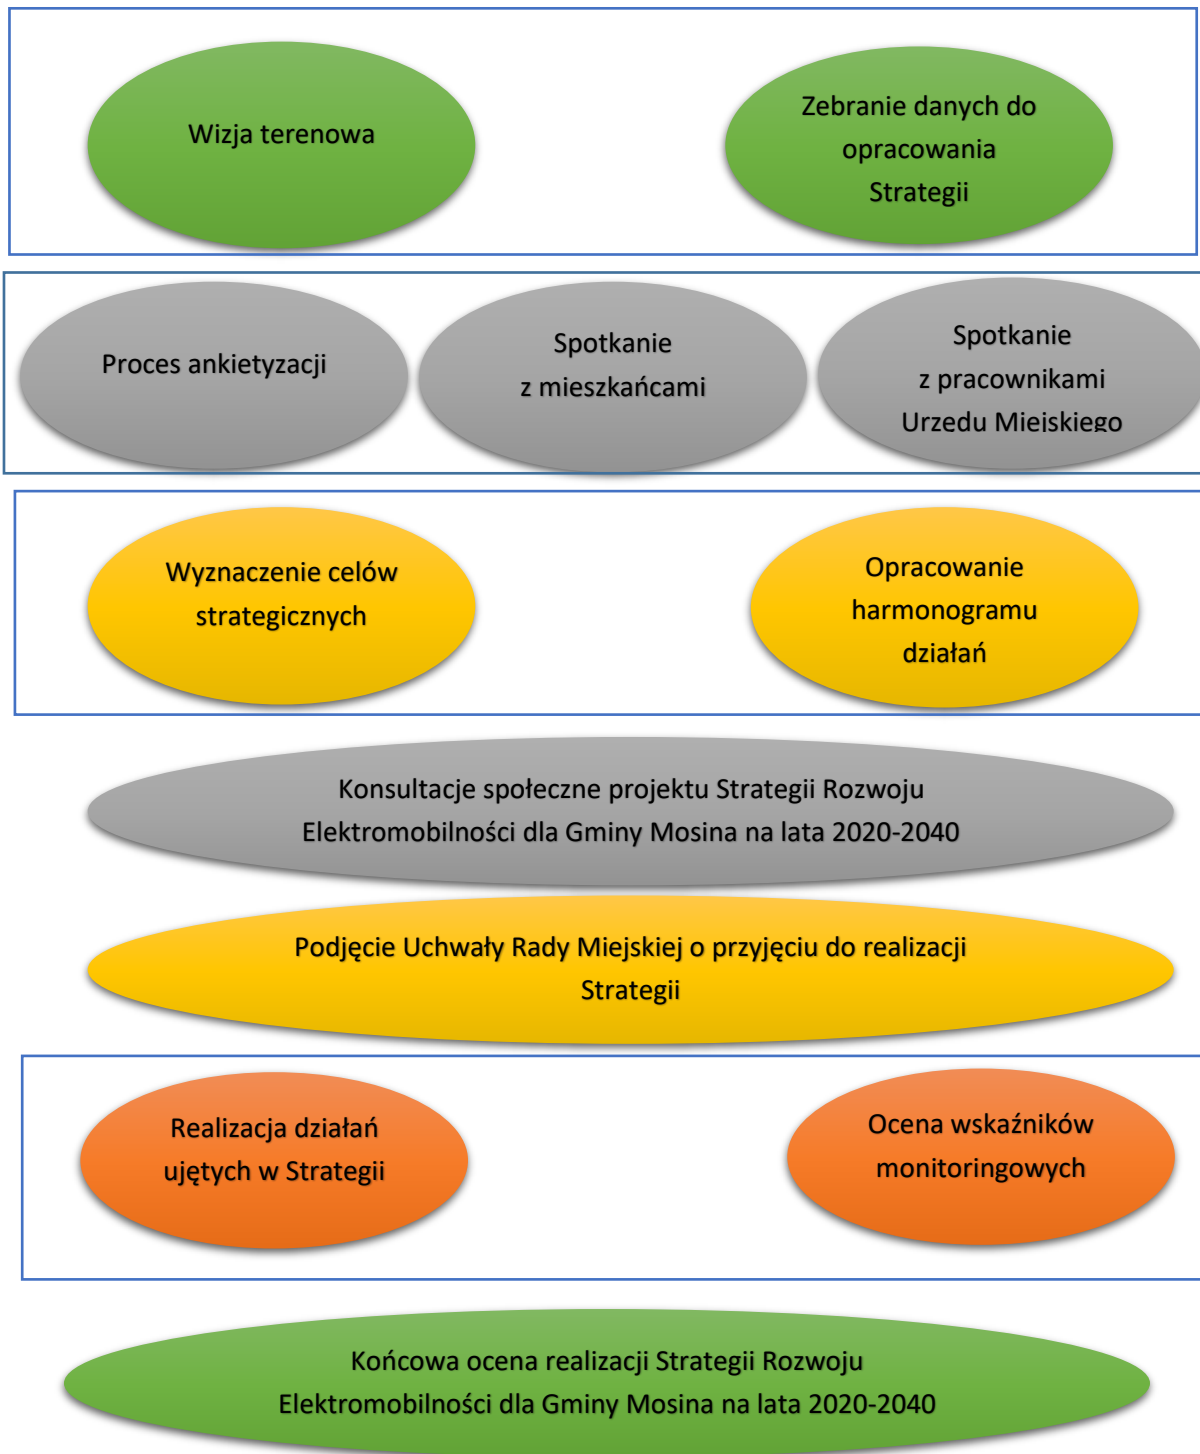 Wizja terenowa
Zebranie danych do
opracowania
Strategii
Proces ankietyzacji
Spotkanie
z mieszkańcami
Spotkanie
z pracownikami
Urzędu Miejskiego
Wyznaczenie celów
strategicznych
Opracowanie
harmonogramu
działań
Konsultacje społeczne projektu Strategii Rozwoju
Elektromobilności dla Gminy Mosina na lata 2020-2040
Podjęcie Uchwały Rady Miejskiej o przyjęciu do realizacji
Strategii
Realizacja działań
ujętych w Strategii
Ocena wskaźników
monitoringowych
Końcowa ocena realizacji Strategii Rozwoju
Elektromobilności dla Gminy Mosina na lata 2020-2040